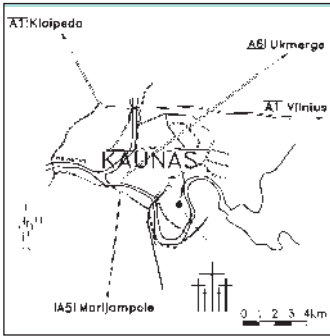 A1 Klaipeda
A6 Ukmerge
A1 Vilnius
KAUNAS
A5 Marijampole
0 1 2 3 4km